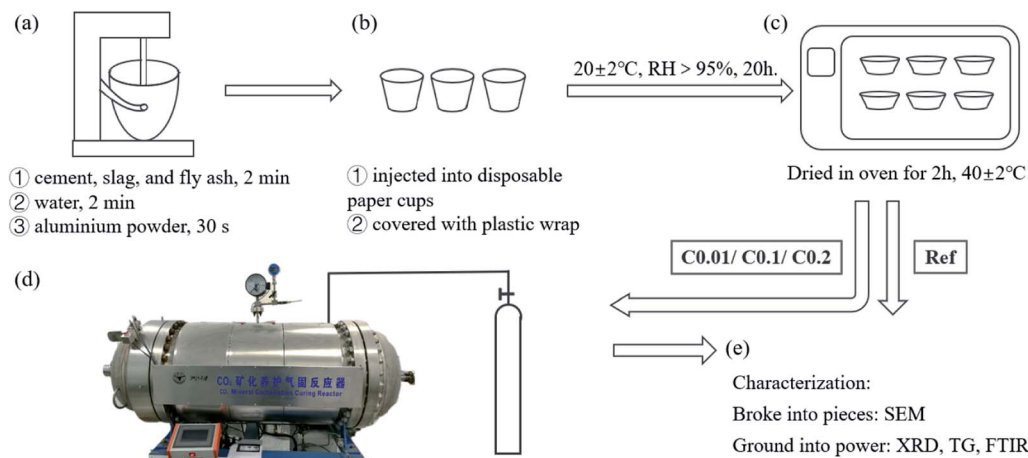 (a)
① cement, slag, and fly ash, 2 min
② water, 2 min
③ aluminium powder, 30 s
(b)
① injected into disposable
paper cups
② covered with plastic wrap
20±2℃, RH > 95%, 20h.
(c)
Dried in oven for 2h, 40±2℃
C0.01/ C0.1/ C0.2
Ref
(d)
CO₂ 矿化养护气固反应器
CO₂ Mineral Carbonation Curing Reactor
(e)
Characterization:
Broke into pieces: SEM
Ground into power: XRD, TG, FTIR